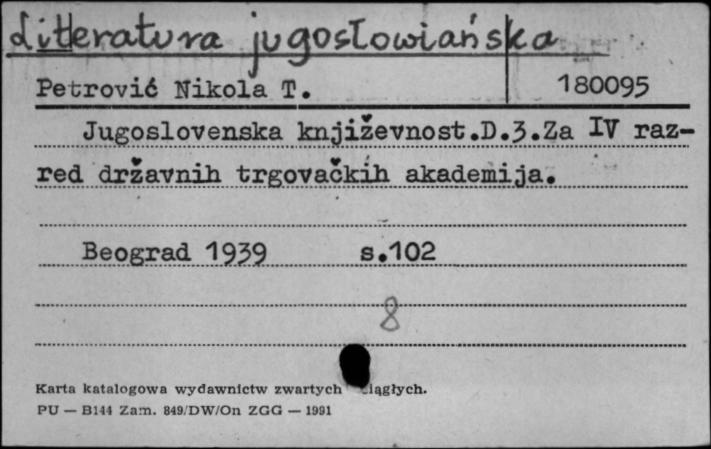 Literatura jugosłowiańska
Petrović Nikola T. 180095
Jugoslovenska književnost.D.3.Za IV raz-
red državnih trgovačkih akademija.
Beograd 1939 s.102
8
Karta katalogowa wydawnictw zwartych ciągłych.
PU — B144 Zam. 849/DW/On ZGG — 1991